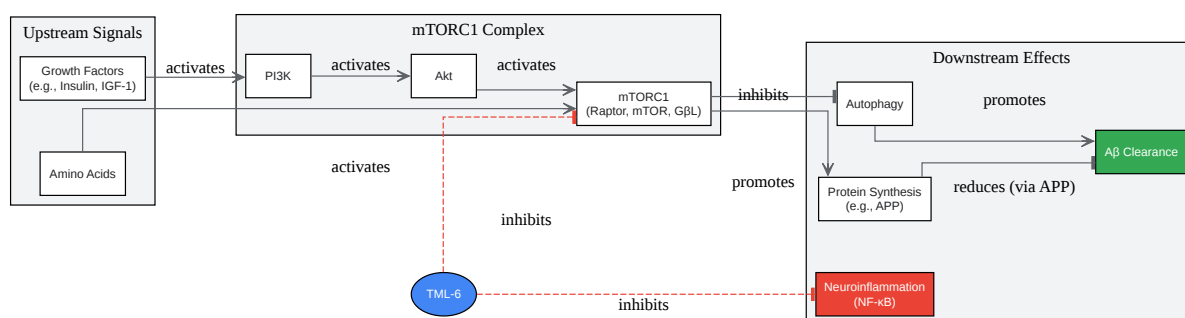 Upstream Signals
Growth Factors
(e.g., Insulin, IGF-1)
Amino Acids
activates
mTORC1 Complex
PI3K
activates
Akt
activates
mTORC1
(Raptor, mTOR, GβL)
activates
inhibits
promotes
inhibits
TML-6
inhibits
Downstream Effects
Autophagy
promotes
Aβ Clearance
Protein Synthesis
(e.g., APP)
reduces (via APP)
Neuroinflammation
(NF-κB)